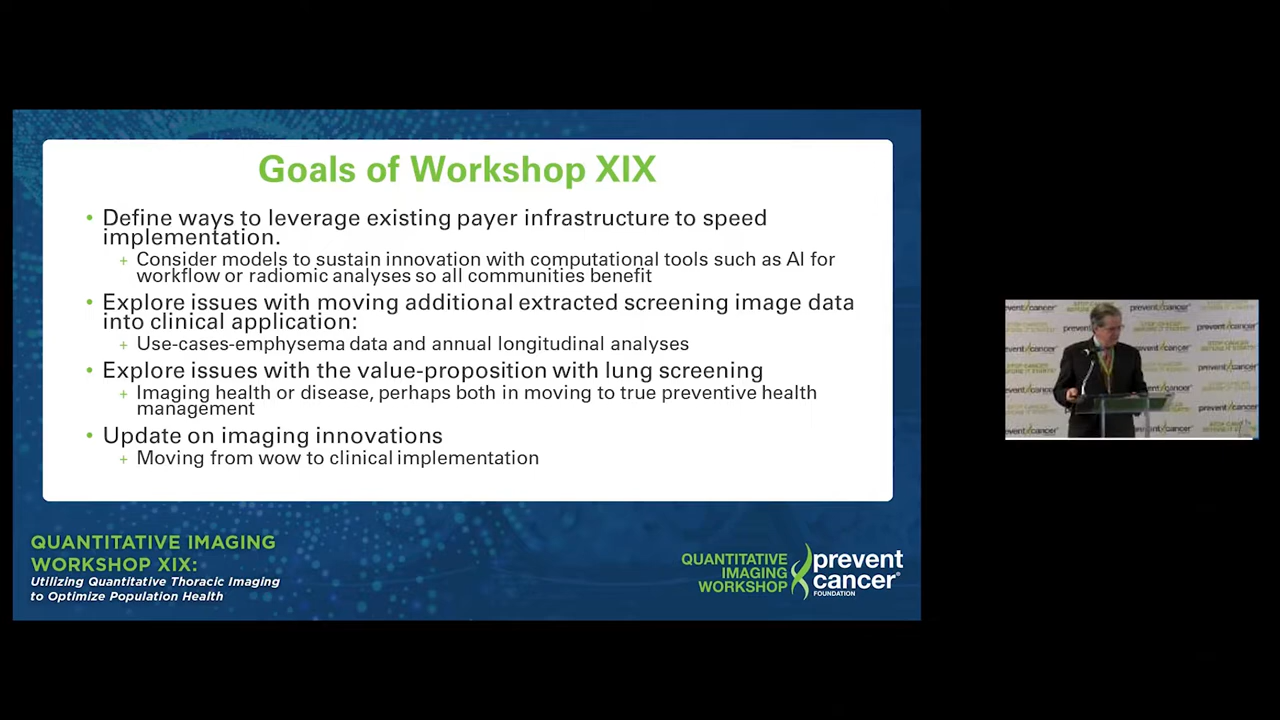 Goals of Workshop XIX
• Define ways to leverage existing payer infrastructure to speed
implementation.
+ Consider models to sustain innovation with computational tools such as AI for
workflow or radiomic analyses so all communities benefit
• Explore issues with moving additional extracted screening image data
into clinical application:
+ Use-cases-emphysema data and annual longitudinal analyses
• Explore issues with the value-proposition with lung screening
+ Imaging health or disease, perhaps both in moving to true preventive health
management
• Update on imaging innovations
+ Moving from wow to clinical implementation
QUANTITATIVE IMAGING
WORKSHOP XIX:
Utilizing Quantitative Thoracic Imaging
to Optimize Population Health
QUANTITATIVE
IMAGING
WORKSHOP
prevent
cancer®
FOUNDATION
prevent cancer